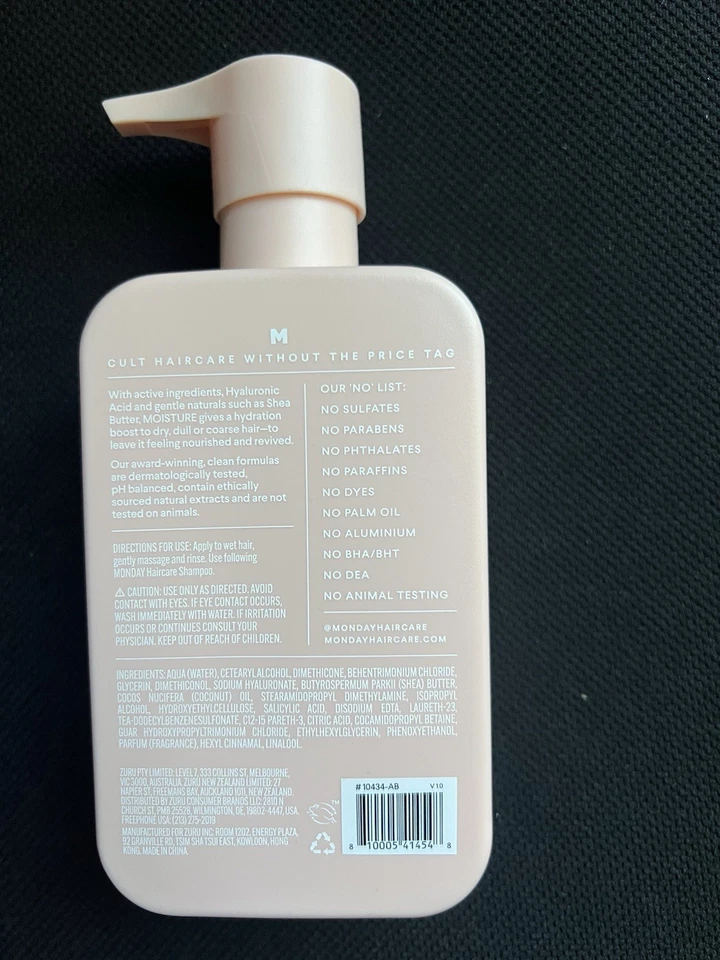 M
CULT HAIRCARE WITHOUT THE PRICE TAG
With active ingredients, Hyaluronic
Acid and gentle naturals such as Shea
Butter, MOISTURE gives a hydration
boost to dry, dull or coarse hair—to
leave it feeling nourished and revived.
Our award-winning, clean formulas
are dermatologically tested,
pH balanced, contain ethically
sourced natural extracts and are not
tested on animals.
DIRECTIONS FOR USE: Apply to wet hair,
gently massage and rinse. Use following
MONDAY Haircare Shampoo.
⚠ CAUTION: USE ONLY AS DIRECTED. AVOID
CONTACT WITH EYES. IF EYE CONTACT OCCURS,
WASH IMMEDIATELY WITH WATER. IF IRRITATION
OCCURS OR CONTINUES CONSULT YOUR
PHYSICIAN. KEEP OUT OF REACH OF CHILDREN.
OUR 'NO' LIST:
NO SULFATES
NO PARABENS
NO PHTHALATES
NO PARAFFINS
NO DYES
NO PALM OIL
NO ALUMINIUM
NO BHA/BHT
NO DEA
NO ANIMAL TESTING
@MONDAYHAIRCARE
MONDAYHAIRCARE.COM
INGREDIENTS: AQUA (WATER), CETEARYL ALCOHOL, DIMETHICONE, BEHENTRIMONIUM CHLORIDE,
GLYCERIN, DIMETHICONOL, SODIUM HYALURONATE, BUTYROSPERMUM PARKII (SHEA) BUTTER,
COCOS NUCIFERA (COCONUT) OIL, STEARAMIDOPROPYL DIMETHYLAMINE, ISOPROPYL
ALCOHOL, HYDROXYETHYLCELLULOSE, SALICYLIC ACID, DISODIUM EDTA, LAURETH-23,
TEA-DODECYLBENZENESULFONATE, C12-15 PARETH-3, CITRIC ACID, COCAMIDOPROPYL BETAINE,
GUAR HYDROXYPROPYLTRIMONIUM CHLORIDE, ETHYLHEXYLGLYCERIN, PHENOXYETHANOL,
PARFUM (FRAGRANCE), HEXYL CINNAMAL, LINALOOL.
ZURU PTY LIMITED: LEVEL 7, 333 COLLINS ST, MELBOURNE,
VIC 3000, AUSTRALIA. ZURU NEW ZEALAND LIMITED: 27
NAPIER ST, FREEMANS BAY, AUCKLAND 1011, NEW ZEALAND.
DISTRIBUTED BY ZURU CONSUMER BRANDS LLC: 2810 N
CHURCH ST, PMB 25528, WILMINGTON, DE, 19802-4447, USA.
FREEPHONE USA: (213) 275-2019
MANUFACTURED FOR ZURU INC: ROOM 1202, ENERGY PLAZA,
92 GRANVILLE RD, TSIM SHA TSUI EAST, KOWLOON, HONG
KONG. MADE IN CHINA.
TM
#10434-AB V10
8 10005 41454 8